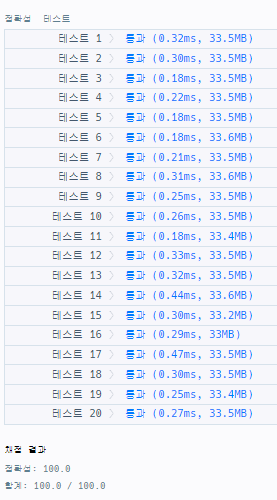 정확성 테스트
테스트 1 〉 통과 (0.32ms, 33.5MB)
테스트 2 〉 통과 (0.30ms, 33.5MB)
테스트 3 〉 통과 (0.18ms, 33.5MB)
테스트 4 〉 통과 (0.22ms, 33.5MB)
테스트 5 〉 통과 (0.18ms, 33.5MB)
테스트 6 〉 통과 (0.18ms, 33.6MB)
테스트 7 〉 통과 (0.21ms, 33.5MB)
테스트 8 〉 통과 (0.31ms, 33.6MB)
테스트 9 〉 통과 (0.25ms, 33.5MB)
테스트 10 〉 통과 (0.26ms, 33.5MB)
테스트 11 〉 통과 (0.18ms, 33.4MB)
테스트 12 〉 통과 (0.33ms, 33.5MB)
테스트 13 〉 통과 (0.32ms, 33.5MB)
테스트 14 〉 통과 (0.44ms, 33.6MB)
테스트 15 〉 통과 (0.30ms, 33.2MB)
테스트 16 〉 통과 (0.29ms, 33MB)
테스트 17 〉 통과 (0.47ms, 33.5MB)
테스트 18 〉 통과 (0.30ms, 33.5MB)
테스트 19 〉 통과 (0.25ms, 33.4MB)
테스트 20 〉 통과 (0.27ms, 33.5MB)
채점 결과
정확성: 100.0
합계: 100.0 / 100.0